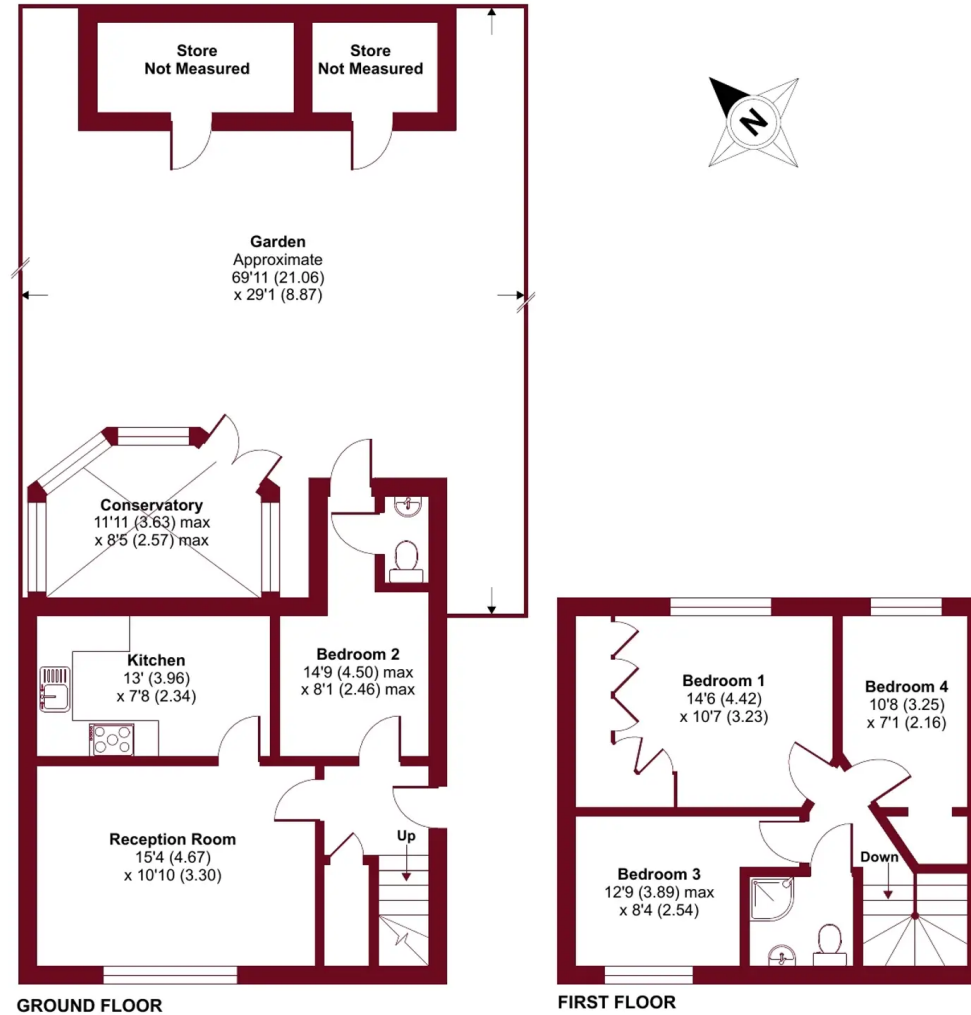 Store
Not Measured
Store
Not Measured
N
Garden
Approximate
69'11 (21.06)
x 29'1 (8.87)
Conservatory
11'11 (3.63) max
x 8'5 (2.57) max
Kitchen
13' (3.96)
x 7'8 (2.34)
Bedroom 2
14'9 (4.50) max
x 8'1 (2.46) max
Reception Room
15'4 (4.67)
x 10'10 (3.30)
Up
GROUND FLOOR
Bedroom 1
14'6 (4.42)
x 10'7 (3.23)
Bedroom 4
10'8 (3.25)
x 7'1 (2.16)
Bedroom 3
12'9 (3.89) max
x 8'4 (2.54)
Down
FIRST FLOOR